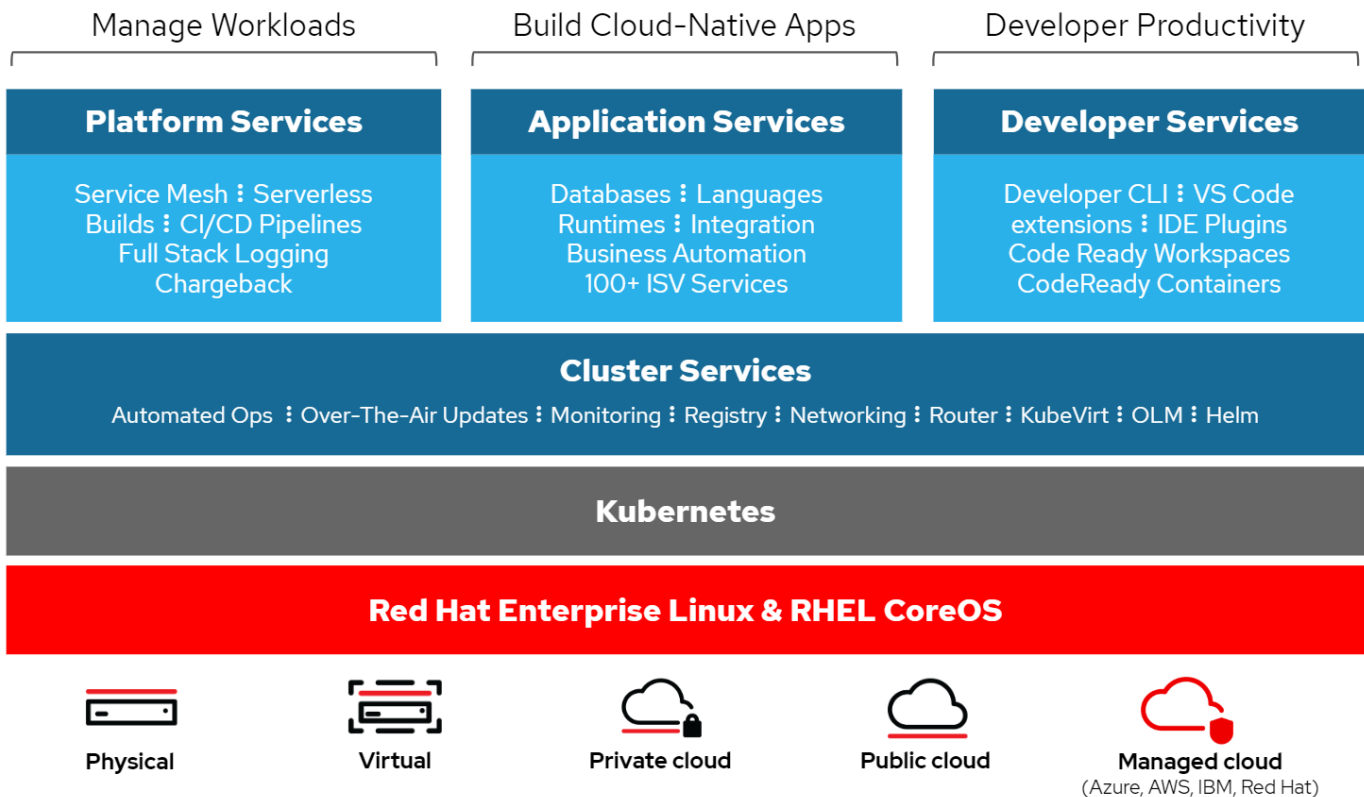 Manage Workloads
Build Cloud-Native Apps
Developer Productivity
Platform Services
Service Mesh ⋮ Serverless
Builds ⋮ CI/CD Pipelines
Full Stack Logging
Chargeback
Application Services
Databases ⋮ Languages
Runtimes ⋮ Integration
Business Automation
100+ ISV Services
Developer Services
Developer CLI ⋮ VS Code
extensions ⋮ IDE Plugins
Code Ready Workspaces
CodeReady Containers
Cluster Services
Automated Ops ⋮ Over-The-Air Updates ⋮ Monitoring ⋮ Registry ⋮ Networking ⋮ Router ⋮ KubeVirt ⋮ OLM ⋮ Helm
Kubernetes
Red Hat Enterprise Linux & RHEL CoreOS
Physical
Virtual
Private cloud
Public cloud
Managed cloud
(Azure, AWS, IBM, Red Hat)